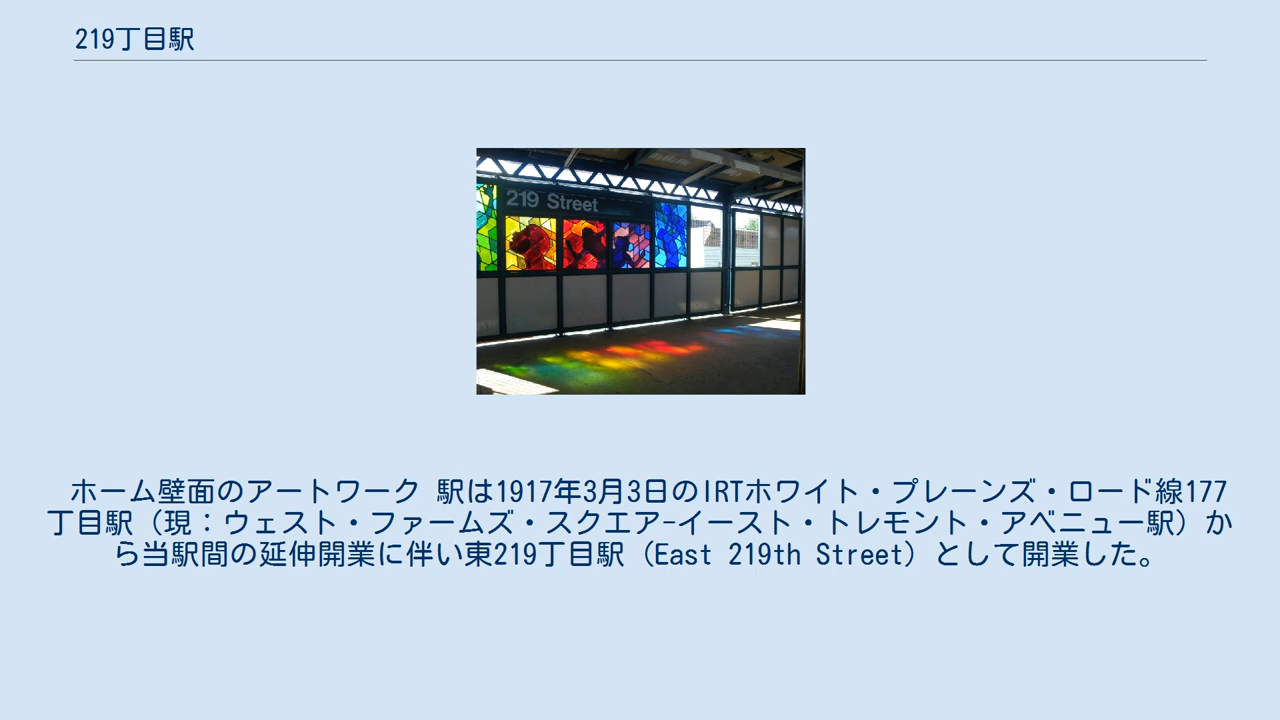 219丁目駅
219 Street
ホーム壁面のアートワーク 駅は1917年3月3日のIRTホワイト・プレーンズ・ロード線177
丁目駅（現：ウェスト・ファームズ・スクエア-イースト・トレモント・アベニュー駅）か
ら当駅間の延伸開業に伴い東219丁目駅（East 219th Street）として開業した。